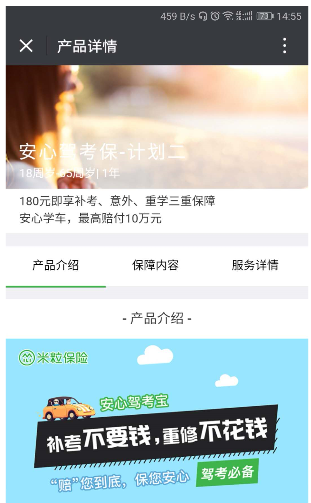 459 B/s 14:55
产品详情
安心驾考保-计划二
18周岁-65周岁| 1年
180元即享补考、意外、重学三重保障
安心学车，最高赔付10万元
产品介绍 保障内容 服务详情
- 产品介绍 -
米粒保险
安心驾考宝
补考不要钱，重修不花钱
“赔”您到底，保您安心 驾考必备